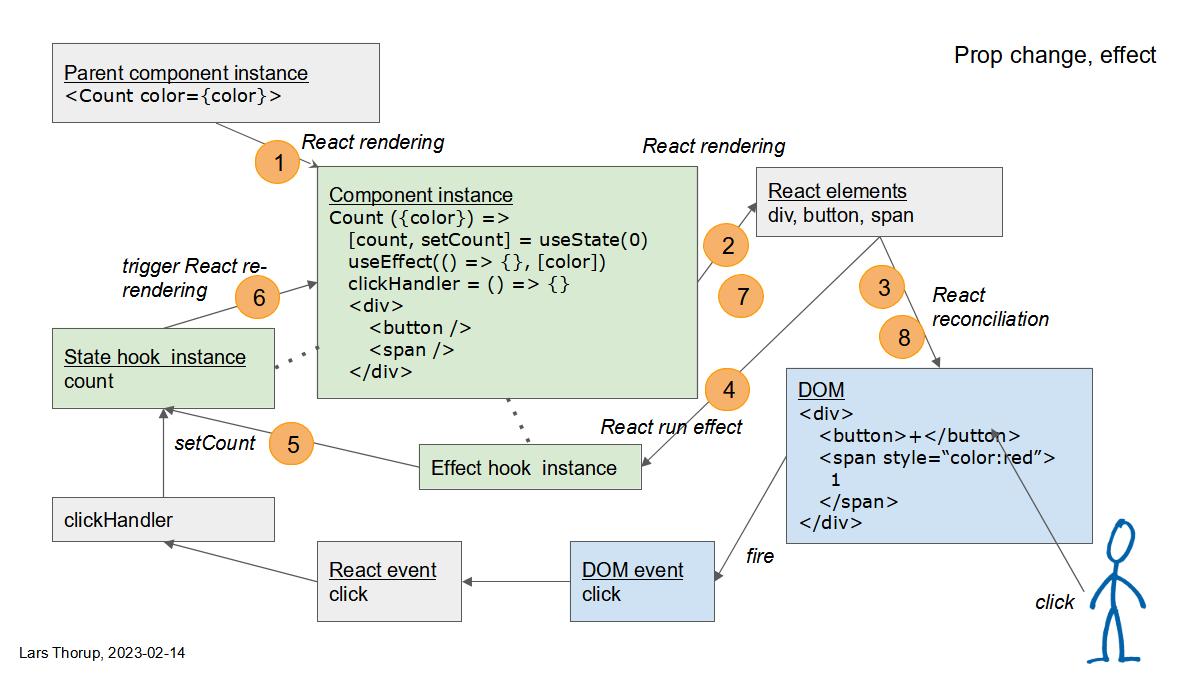 Prop change, effect
Parent component instance
<Count color={color}>
React rendering
1
React rendering
Component instance
Count ({color}) =>
[count, setCount] = useState(0)
useEffect(() => {}, [color])
clickHandler = () => {}
<div>
<button />
<span />
</div>
React elements
div, button, span
2
7
trigger React re-
rendering
6
3
8
React
reconciliation
State hook  instance
count
4
React run effect
DOM
<div>
<button>+</button>
<span style=“color:red”>
1
</span>
</div>
setCount
5
Effect hook  instance
clickHandler
React event
click
DOM event
click
fire
click
Lars Thorup, 2023-02-14